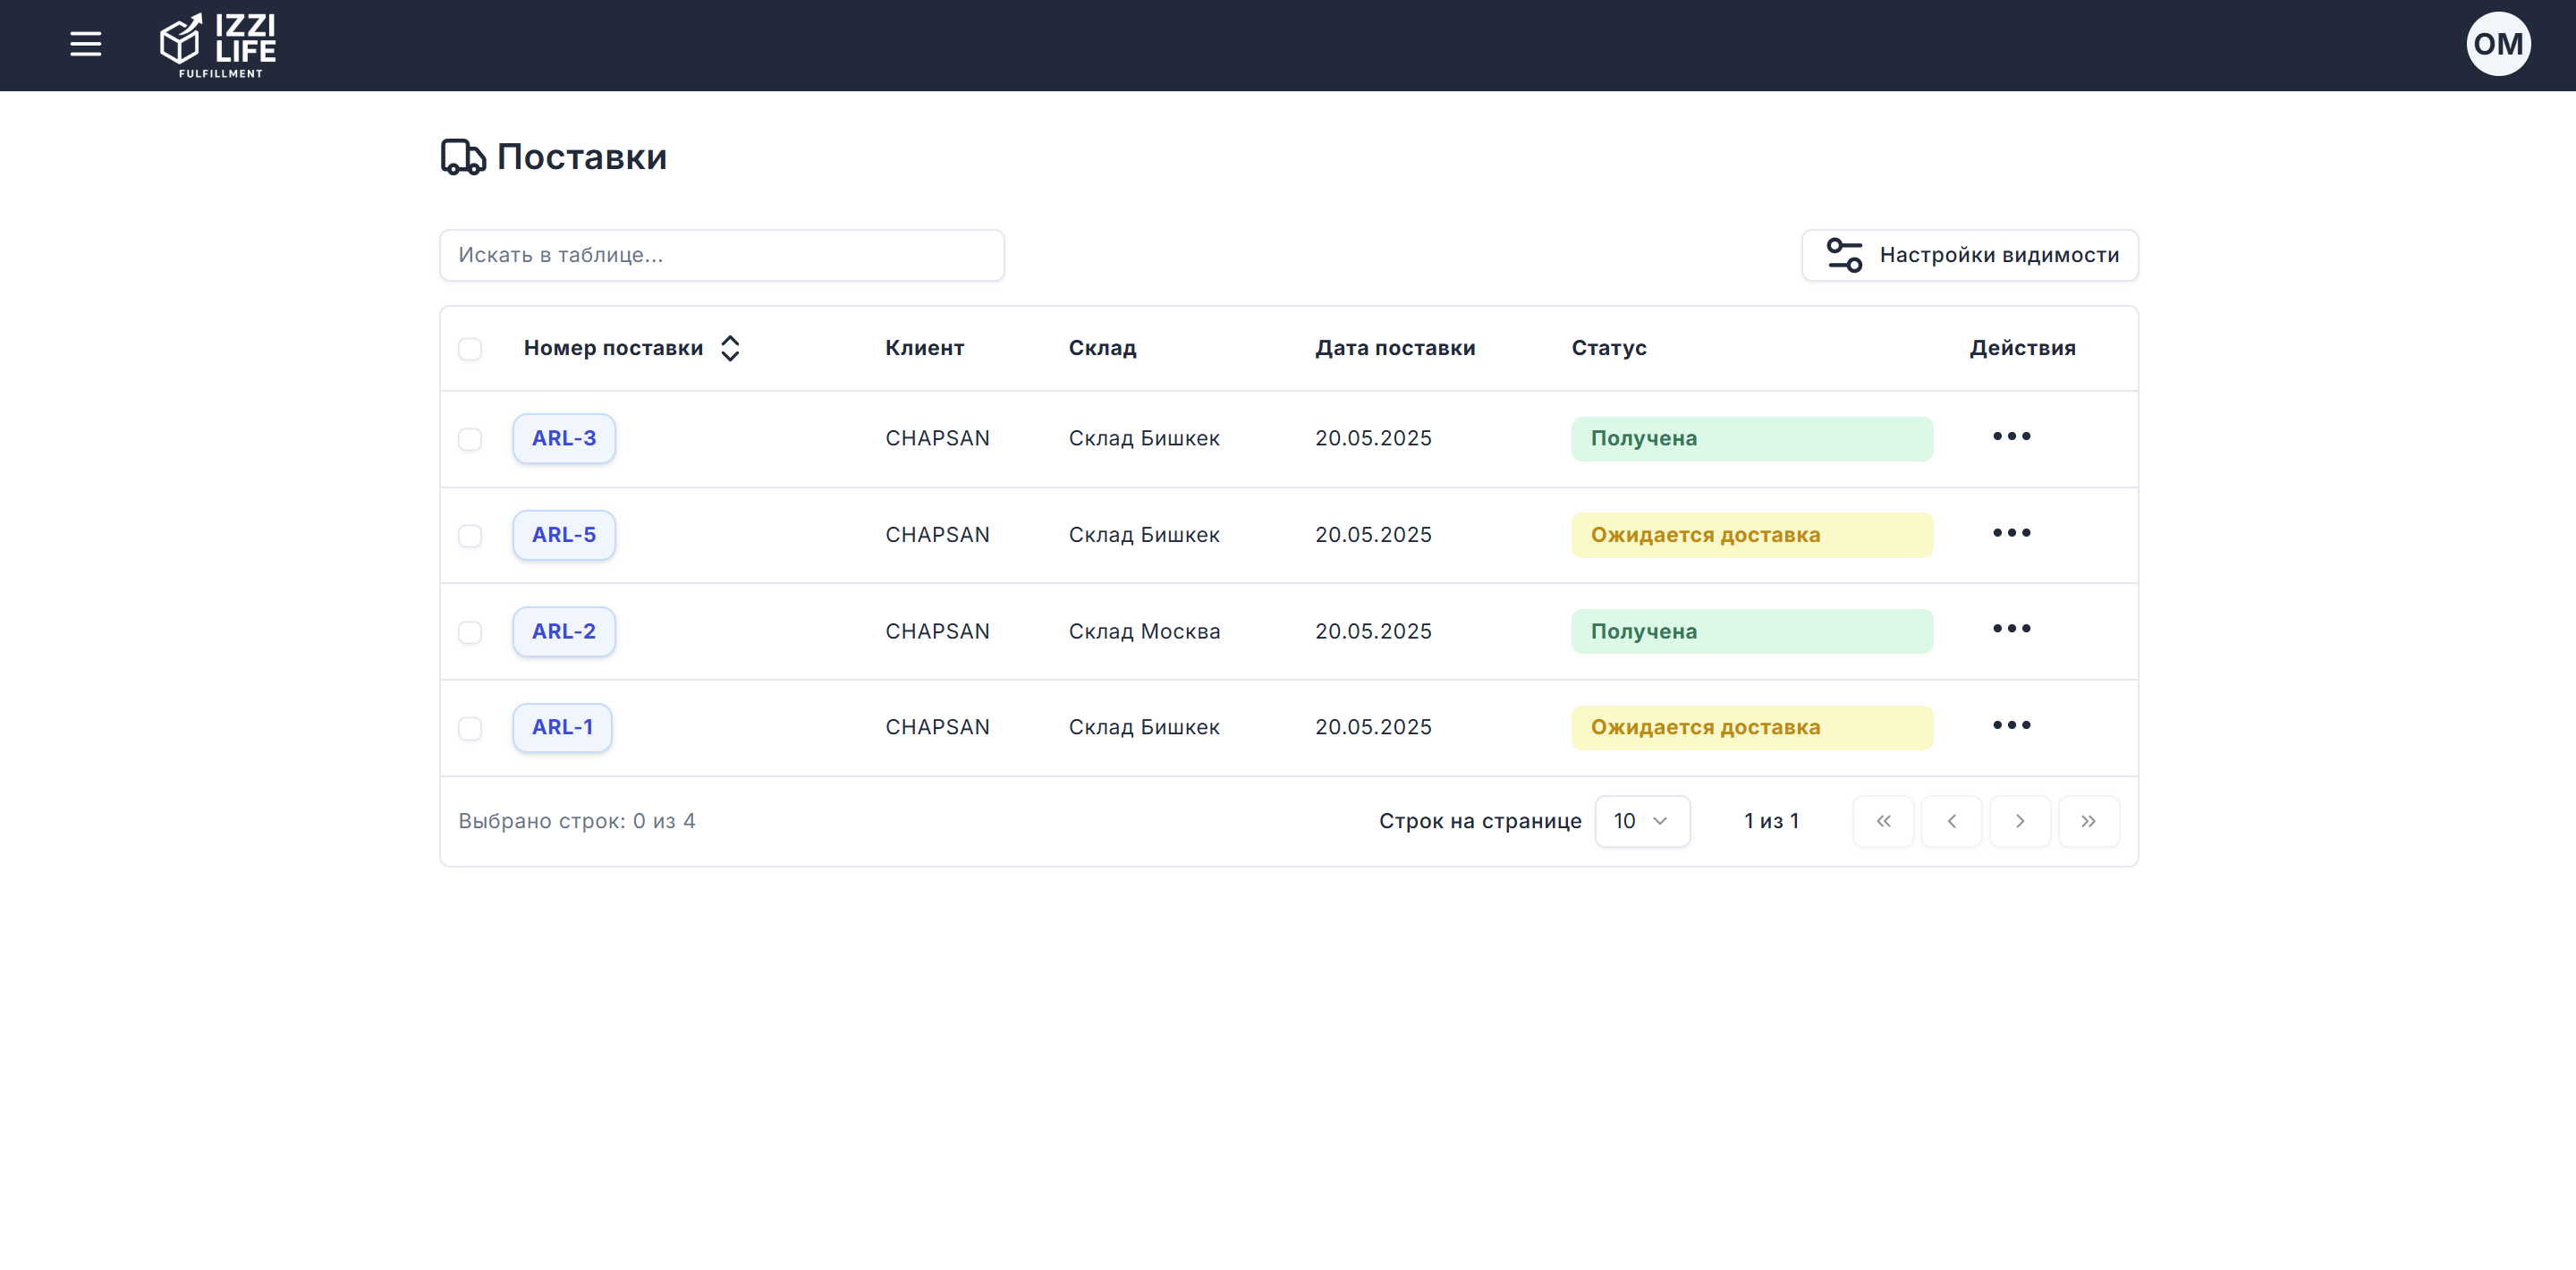 IZZI
LIFE
FULFILLMENT
OM
Поставки
Искать в таблице...
Настройки видимости
Номер поставки Клиент Склад Дата поставки Статус Действия
ARL-3 CHAPSAN Склад Бишкек 20.05.2025 Получена
ARL-5 CHAPSAN Склад Бишкек 20.05.2025 Ожидается доставка
ARL-2 CHAPSAN Склад Москва 20.05.2025 Получена
ARL-1 CHAPSAN Склад Бишкек 20.05.2025 Ожидается доставка
Выбрано строк: 0 из 4 Строк на странице 10 1 из 1